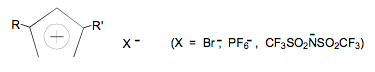 R R' X⁻ (X = Br⁻, PF₆⁻, CF3SO2N⁻SO2CF3)